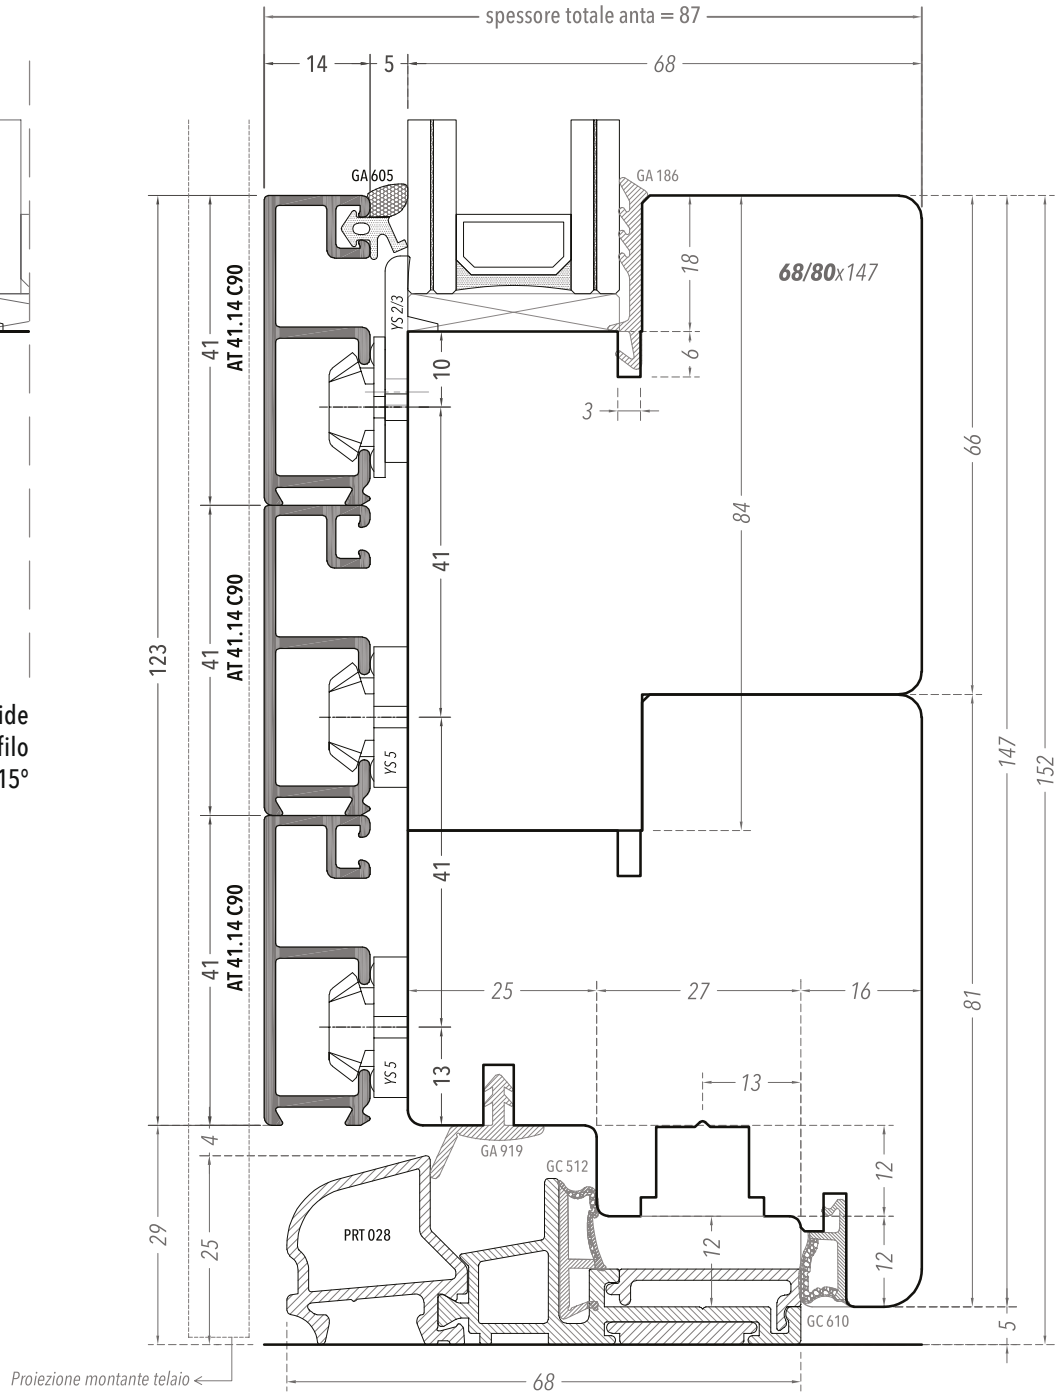 spessore totale anta = 87
14
5
68
GA 605
GA 186
18
68/80x147
YS 2/3
41
AT 41.14 C90
10
6
3
66
84
41
123
41
AT 41.14 C90
ide
filo
15°
YS 5
147
152
41
41
AT 41.14 C90
25
27
16
81
YS 5
13
13
4
GA 919
GC 512
12
29
25
PRT 028
12
12
GC 610
5
Proiezione montante telaio
68